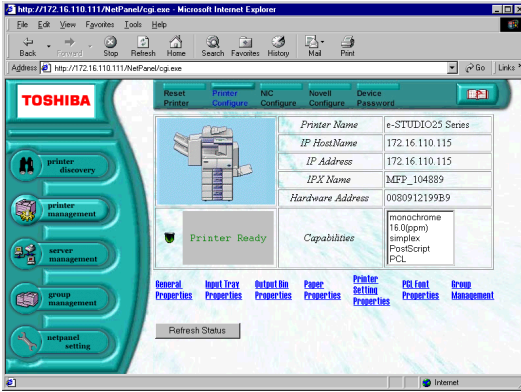 http://172.16.110.111/NetPanel/cgi.exe - Microsoft Internet Explorer
File Edit View Favorites Tools Help
Back Forward Stop Refresh Home Search Favorites History Mail Print
Address http://172.16.110.111/NetPanel/cgi.exe Go Links »
TOSHIBA
Reset Printer
Printer Configure
NIC Configure
Novell Configure
Device Password
printer discovery
printer management
server management
group management
netpanel setting
Printer Name e-STUDIO25 Series
IP HostName 172.16.110.115
IP Address 172.16.110.115
IPX Name MFP_104889
Hardware Address 0080912199B9
Printer Ready
Capabilities
monochrome
16.0(ppm)
simplex
PostScript
PCL
General Properties
Input Tray Properties
Output Bin Properties
Paper Properties
Printer Setting Properties
PCL Font Properties
Group Management
Refresh Status
Internet